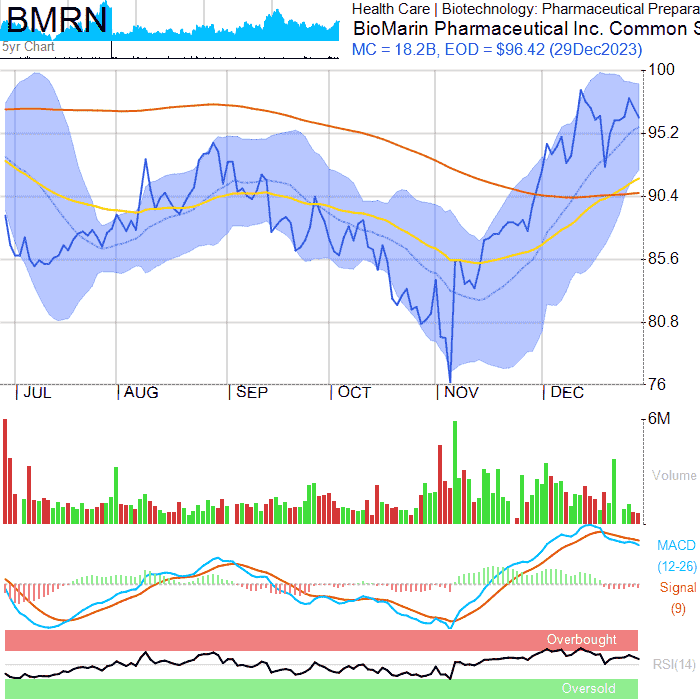 BMRN
5yr Chart
Health Care | Biotechnology: Pharmaceutical Prepara
BioMarin Pharmaceutical Inc. Common S
MC = 18.2B, EOD = $96.42 (29Dec2023)
100
95.2
90.4
85.6
80.8
76
JUL AUG SEP OCT NOV DEC
6M
Volume
MACD
(12-26)
Signal
(9)
Overbought
RSI(14)
Oversold